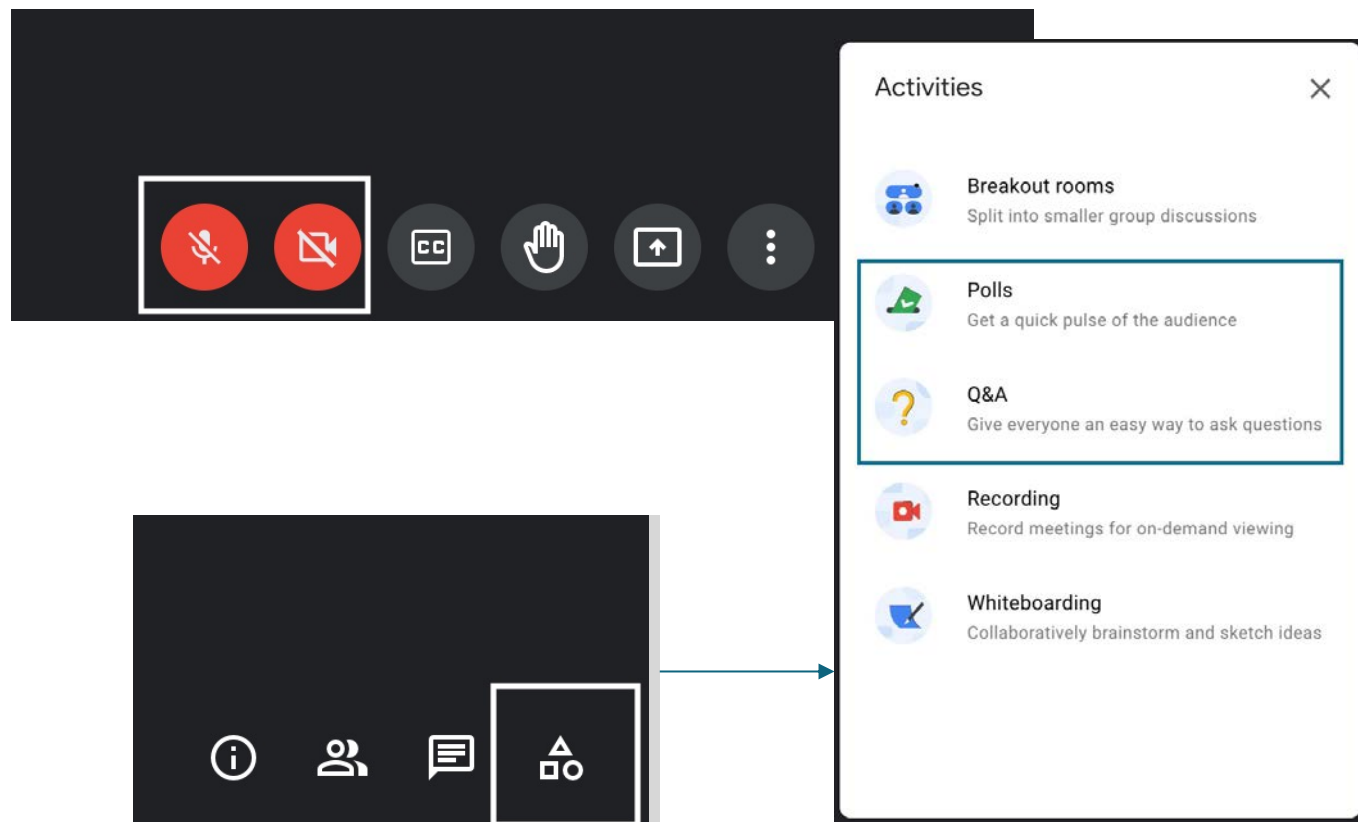 CC
Activities
Breakout rooms
Split into smaller group discussions
Polls
Get a quick pulse of the audience
Q&A
Give everyone an easy way to ask questions
Recording
Record meetings for on-demand viewing
Whiteboarding
Collaboratively brainstorm and sketch ideas